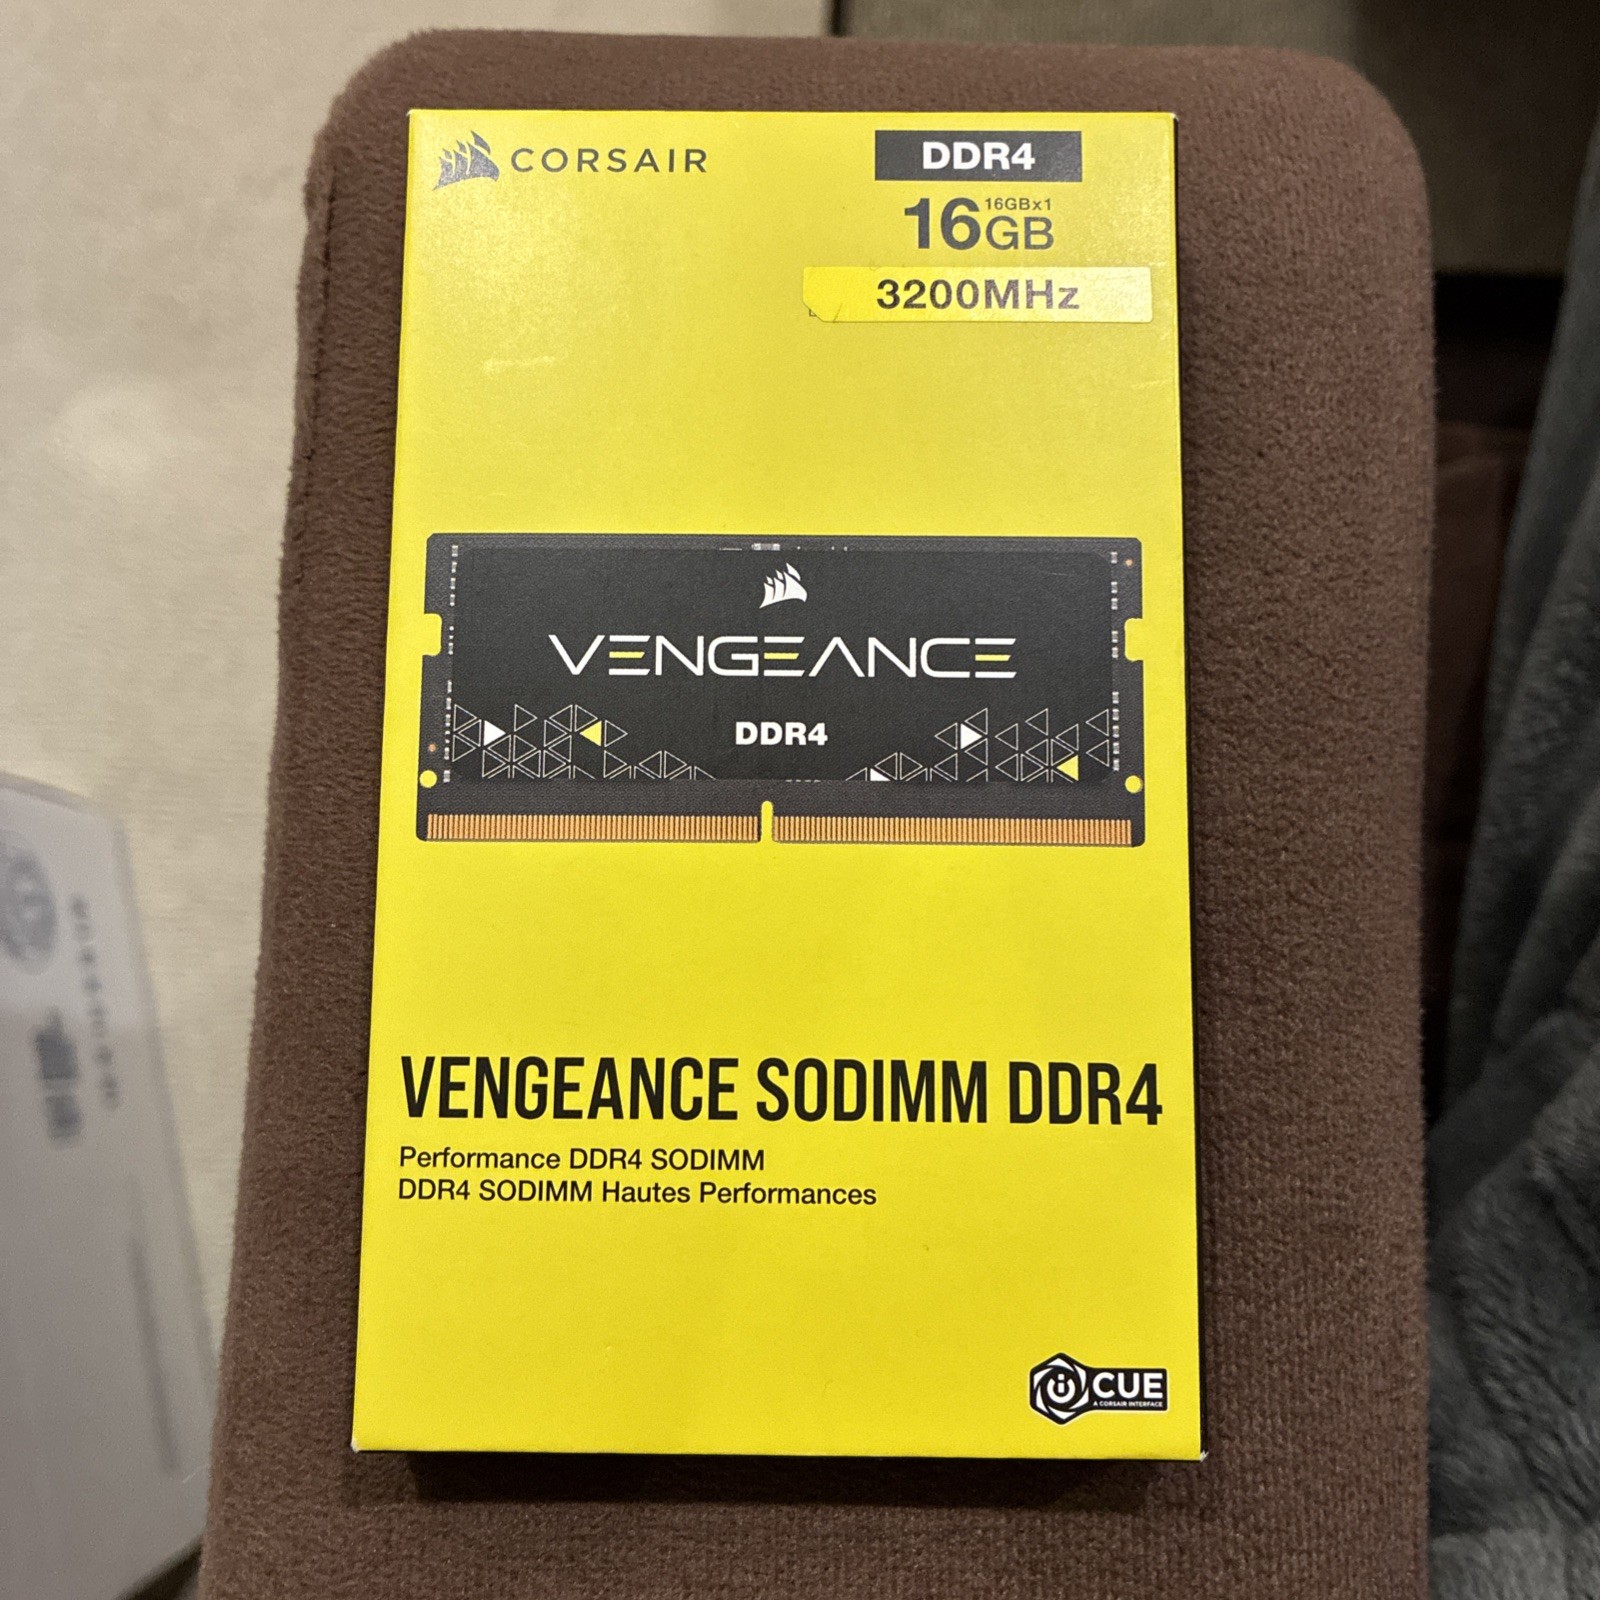 CORSAIR
DDR4
16GBx1
16GB
3200MHz
VENGEANCE
DDR4
VENGEANCE SODIMM DDR4
Performance DDR4 SODIMM
DDR4 SODIMM Hautes Performances
iCUE
A CORSAIR INTERFACE